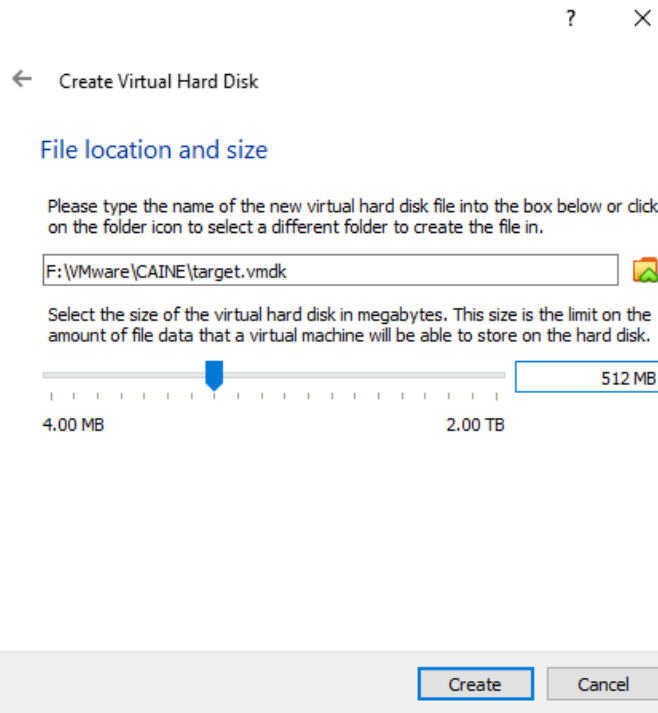 ?
Create Virtual Hard Disk
File location and size
Please type the name of the new virtual hard disk file into the box below or click
on the folder icon to select a different folder to create the file in.
F:\VMware\CAINE\target.vmdk
Select the size of the virtual hard disk in megabytes. This size is the limit on the
amount of file data that a virtual machine will be able to store on the hard disk.
512 MB
4.00 MB 2.00 TB
Create Cancel